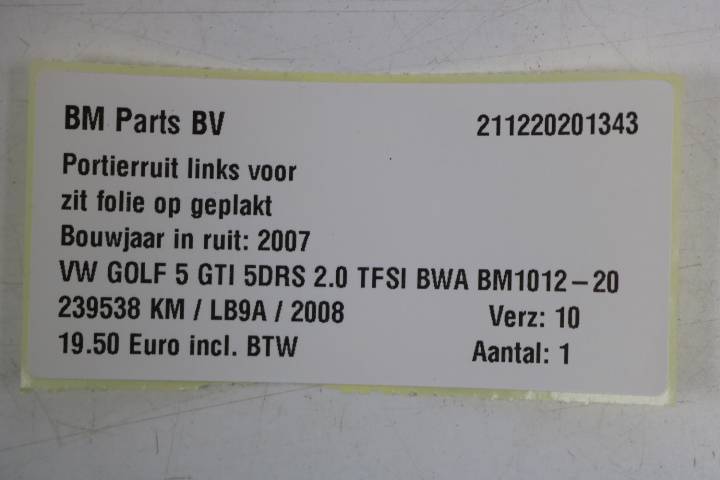 BM Parts BV 211220201343
Portierruit links voor
zit folie op geplakt
Bouwjaar in ruit: 2007
VW GOLF 5 GTI 5DRS 2.0 TFSI BWA BM1012-20
239538 KM / LB9A / 2008 Verz: 10
19.50 Euro incl. BTW Aantal: 1